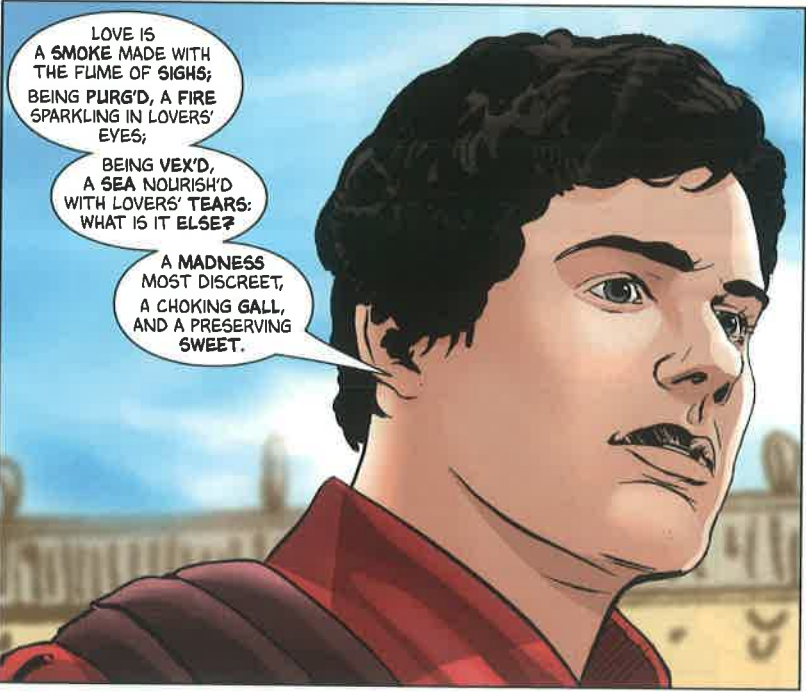 LOVE IS
A SMOKE MADE WITH
THE FUME OF SIGHS;
BEING PURG'D, A FIRE
SPARKLING IN LOVERS'
EYES;
BEING VEX'D,
A SEA NOURISH'D
WITH LOVERS' TEARS:
WHAT IS IT ELSE?
A MADNESS
MOST DISCREET,
A CHOKING GALL,
AND A PRESERVING
SWEET.